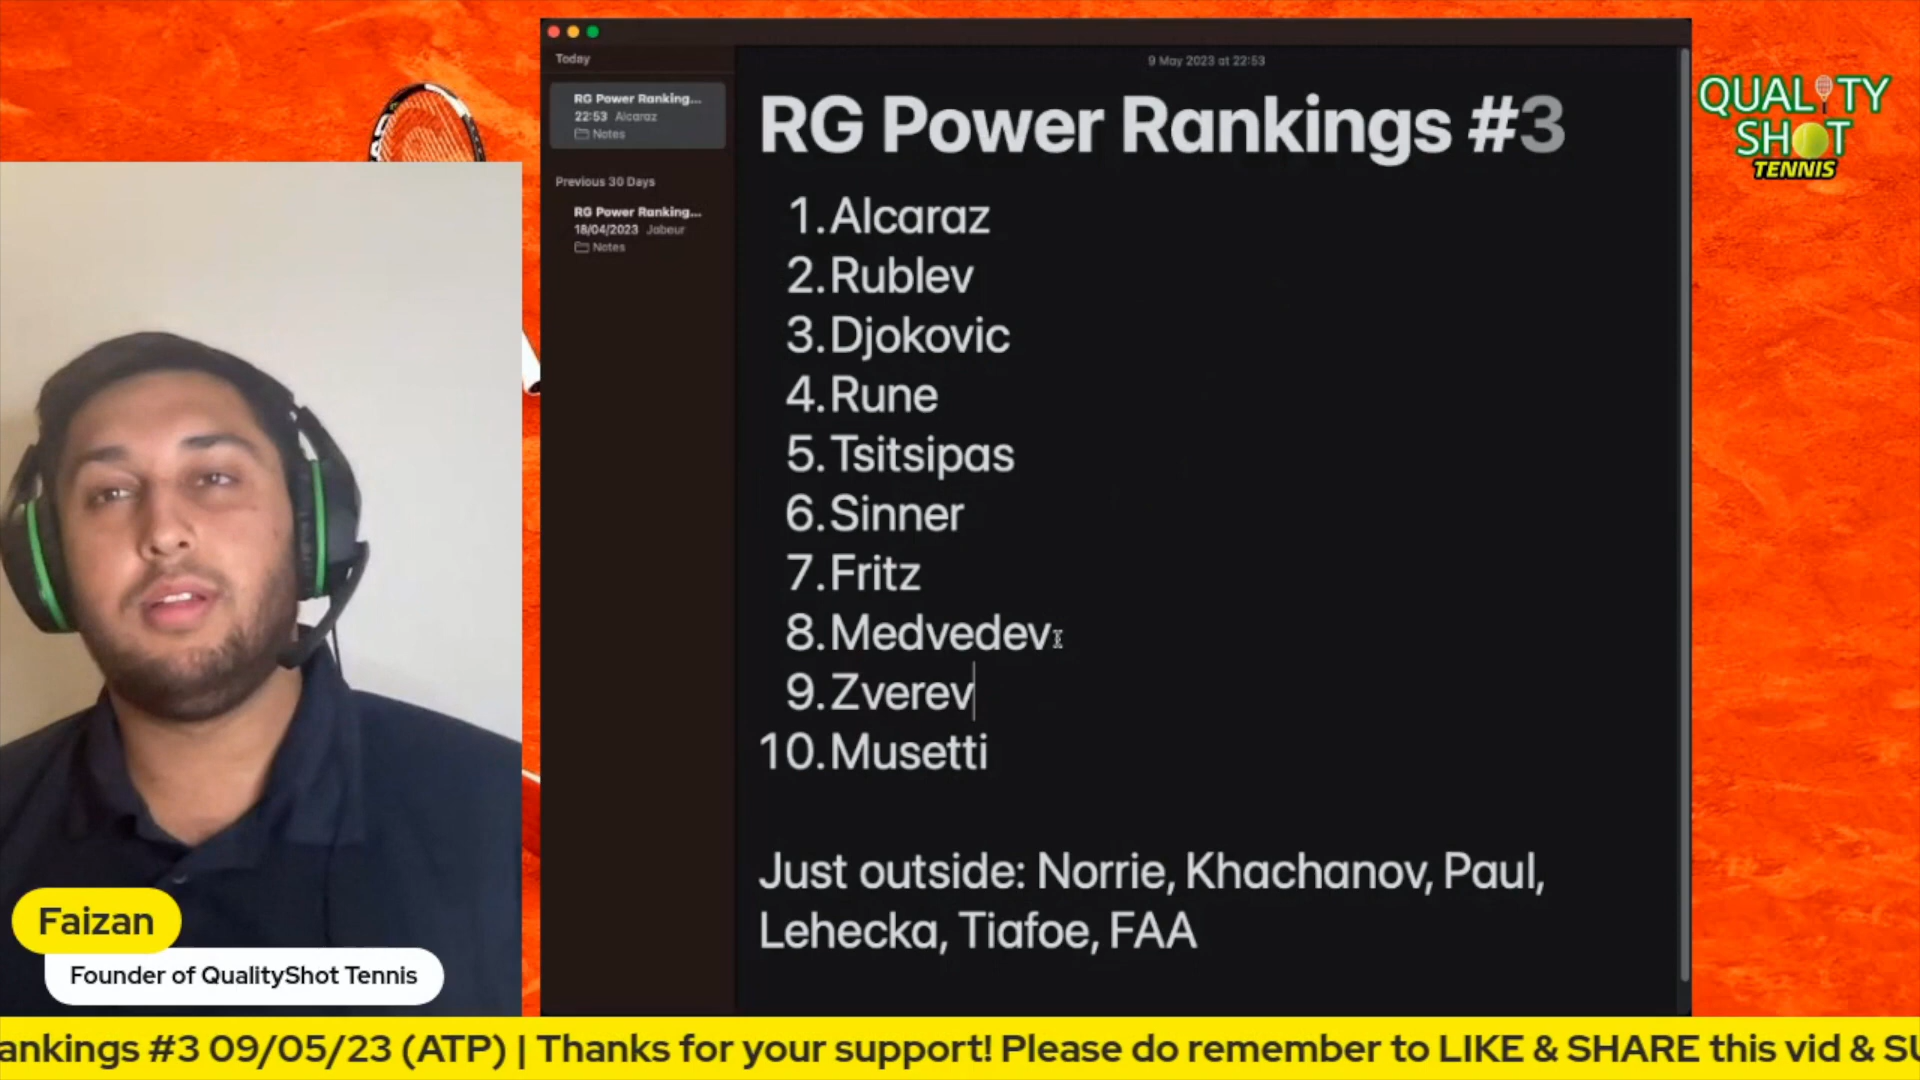 Today
RG Power Ranking...
22:53 Alcaraz
Notes
Previous 30 Days
RG Power Ranking...
18/04/2023 Jabeur
Notes
9 May 2023 at 22:53
RG Power Rankings #3
1. Alcaraz
2. Rublev
3. Djokovic
4. Rune
5. Tsitsipas
6. Sinner
7. Fritz
8. Medvedev
9. Zverev
10. Musetti
Just outside: Norrie, Khachanov, Paul,
Lehecka, Tiafoe, FAA
QUALITY
SHOT
TENNIS
Faizan
Founder of QualityShot Tennis
ankings #3 09/05/23 (ATP) | Thanks for your support! Please do remember to LIKE & SHARE this vid & SU